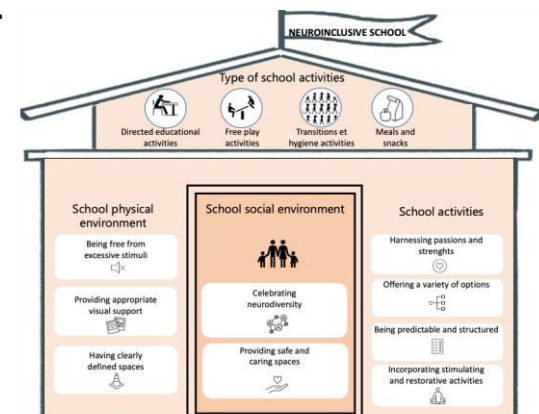 NEUROINCLUSIVE SCHOOL
Type of school activities
Directed educational
activities
Free play
activities
Transitions et
hygiene activities
Meals and
snacks
School physical
environment
Being free from
excessive stimuli
Providing appropriate
visual support
Having clearly
defined spaces
School social environment
Celebrating
neurodiversity
Providing safe and
caring spaces
School activities
Harnessing passions and
strenghts
Offering a variety of options
Being predictable and structured
Incorporating stimulating
and restorative activities